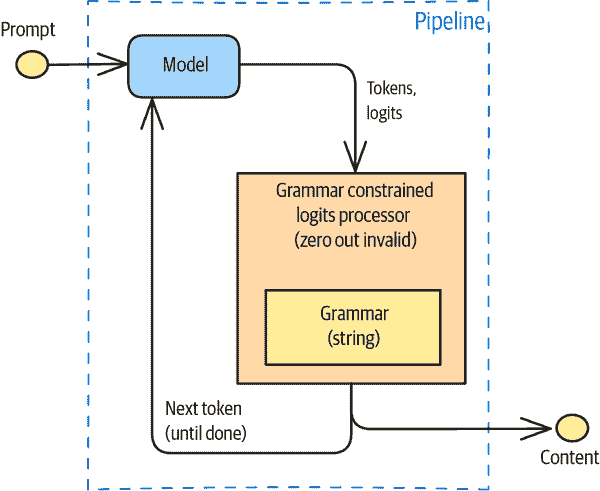 Pipeline
Prompt
Model
Tokens,
logits
Grammar constrained
logits processor
(zero out invalid)
Grammar
(string)
Next token
(until done)
Content